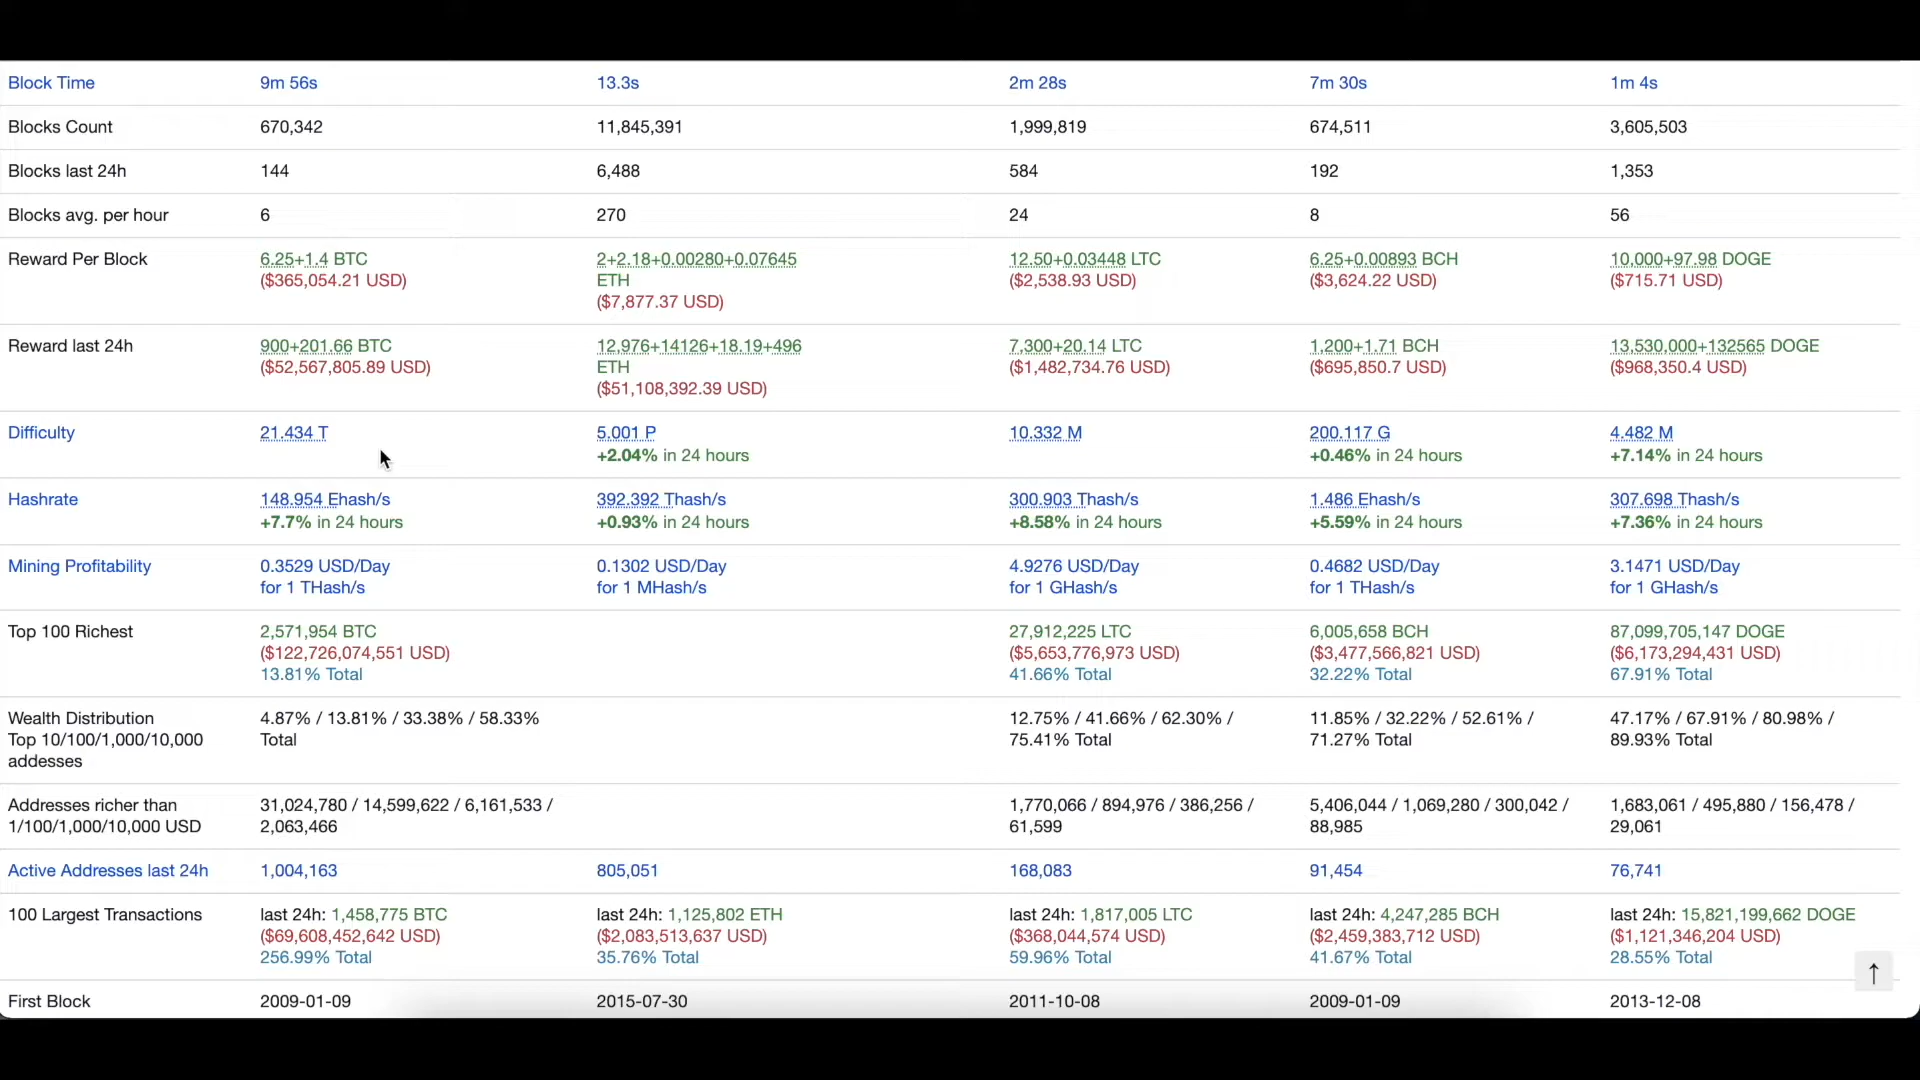 Block Time 9m 56s 13.3s 2m 28s 7m 30s 1m 4s
Blocks Count 670,342 11,845,391 1,999,819 674,511 3,605,503
Blocks last 24h 144 6,488 584 192 1,353
Blocks avg. per hour 6 270 24 8 56
Reward Per Block 6.25+1.4 BTC 2+2.18+0.00280+0.07645 12.50+0.03448 LTC 6.25+0.00893 BCH 10,000+97.98 DOGE
($365,054.21 USD) ETH ($2,538.93 USD) ($3,624.22 USD) ($715.71 USD)
($7,877.37 USD)
Reward last 24h 900+201.66 BTC 12,976+14126+18.19+496 7,300+20.14 LTC 1,200+1.71 BCH 13,530,000+132565 DOGE
($52,567,805.89 USD) ETH ($1,482,734.76 USD) ($695,850.7 USD) ($968,350.4 USD)
($51,108,392.39 USD)
Difficulty 21.434 T 5.001 P 10.332 M 200.117 G 4.482 M
+2.04% in 24 hours +0.46% in 24 hours +7.14% in 24 hours
Hashrate 148.954 Ehash/s 392.392 Thash/s 300.903 Thash/s 1.486 Ehash/s 307.698 Thash/s
+7.7% in 24 hours +0.93% in 24 hours +8.58% in 24 hours +5.59% in 24 hours +7.36% in 24 hours
Mining Profitability 0.3529 USD/Day 0.1302 USD/Day 4.9276 USD/Day 0.4682 USD/Day 3.1471 USD/Day
for 1 THash/s for 1 MHash/s for 1 GHash/s for 1 THash/s for 1 GHash/s
Top 100 Richest 2,571,954 BTC 27,912,225 LTC 6,005,658 BCH 87,099,705,147 DOGE
($122,726,074,551 USD) ($5,653,776,973 USD) ($3,477,566,821 USD) ($6,173,294,431 USD)
13.81% Total 41.66% Total 32.22% Total 67.91% Total
Wealth Distribution 4.87% / 13.81% / 33.38% / 58.33% 12.75% / 41.66% / 62.30% / 11.85% / 32.22% / 52.61% / 47.17% / 67.91% / 80.98% /
Top 10/100/1,000/10,000 Total 75.41% Total 71.27% Total 89.93% Total
addesses
Addresses richer than 31,024,780 / 14,599,622 / 6,161,533 / 1,770,066 / 894,976 / 386,256 / 5,406,044 / 1,069,280 / 300,042 / 1,683,061 / 495,880 / 156,478 /
1/100/1,000/10,000 USD 2,063,466 61,599 88,985 29,061
Active Addresses last 24h 1,004,163 805,051 168,083 91,454 76,741
100 Largest Transactions last 24h: 1,458,775 BTC last 24h: 1,125,802 ETH last 24h: 1,817,005 LTC last 24h: 4,247,285 BCH last 24h: 15,821,199,662 DOGE
($69,608,452,642 USD) ($2,083,513,637 USD) ($368,044,574 USD) ($2,459,383,712 USD) ($1,121,346,204 USD)
256.99% Total 35.76% Total 59.96% Total 41.67% Total 28.55% Total
First Block 2009-01-09 2015-07-30 2011-10-08 2009-01-09 2013-12-08